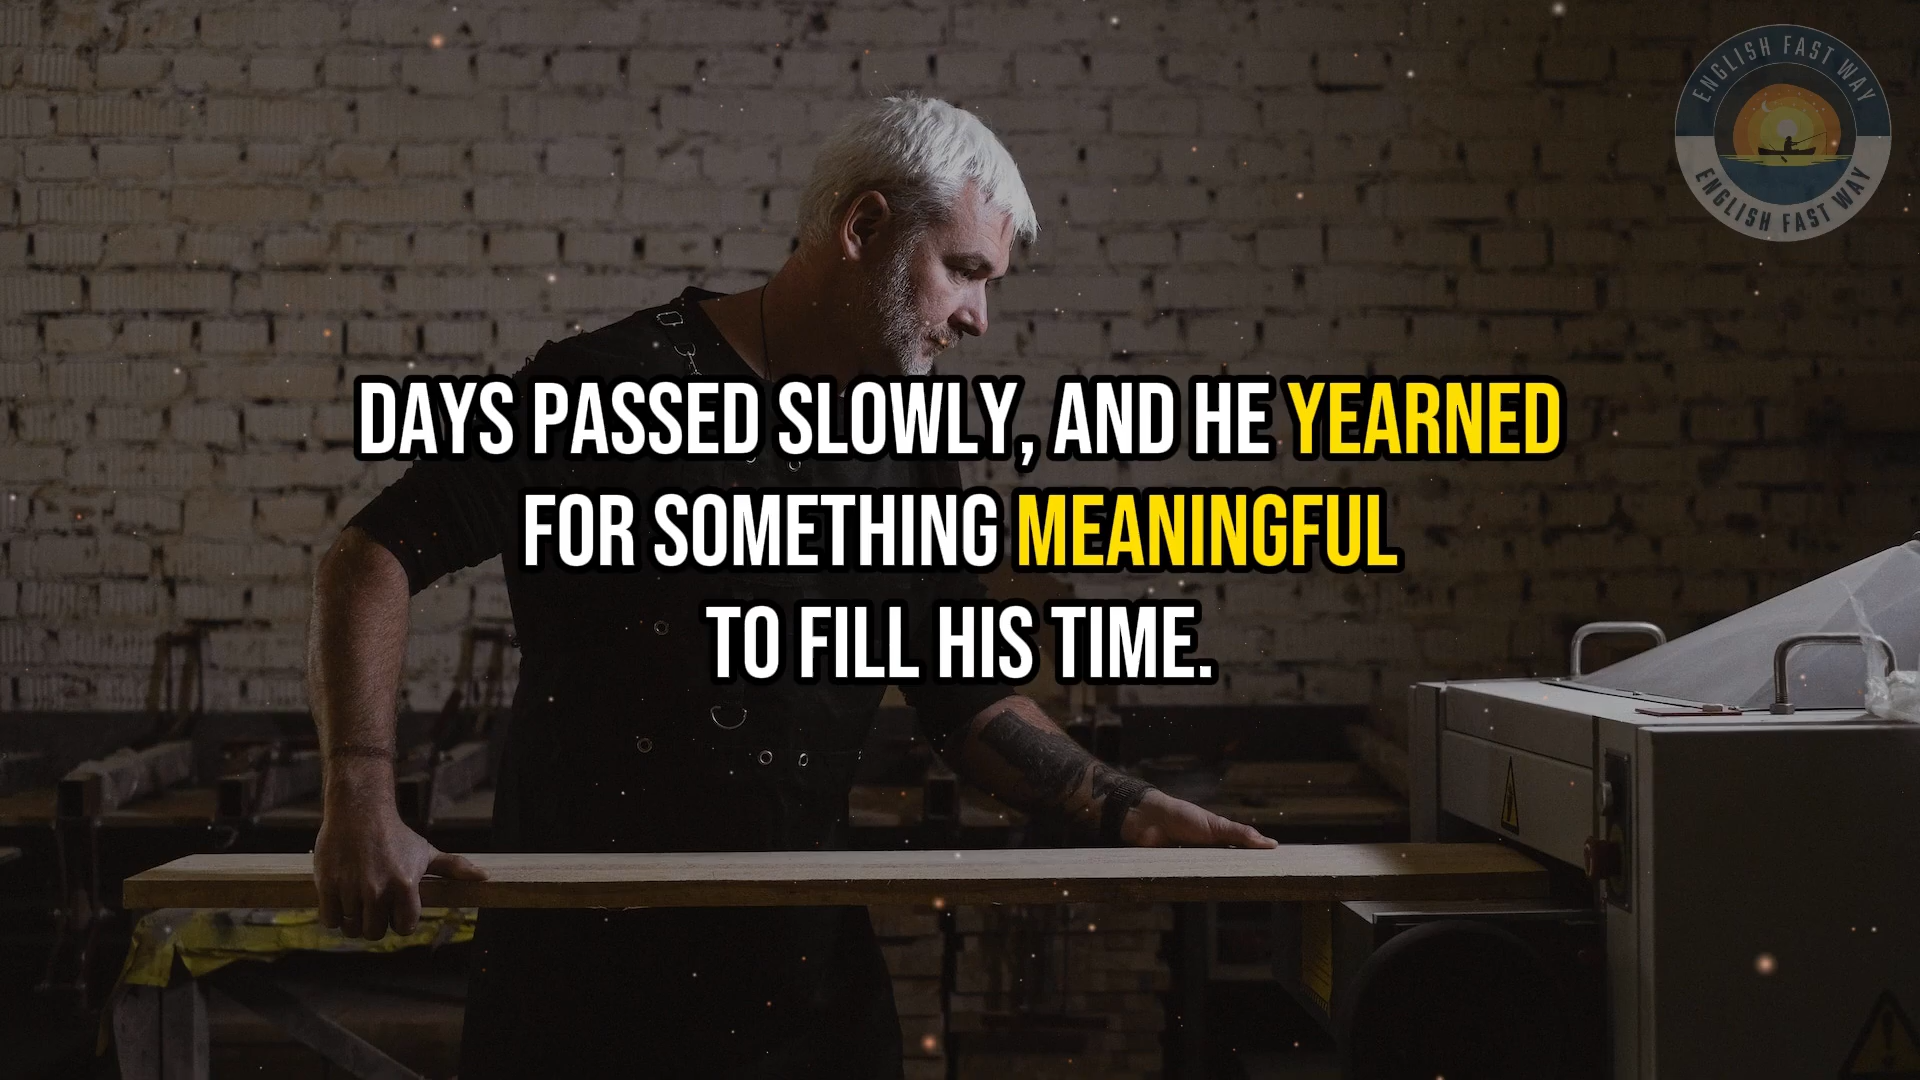 ENGLISH FAST WAY
ENGLISH FAST WAY
DAYS PASSED SLOWLY, AND HE YEARNED
FOR SOMETHING MEANINGFUL
TO FILL HIS TIME.